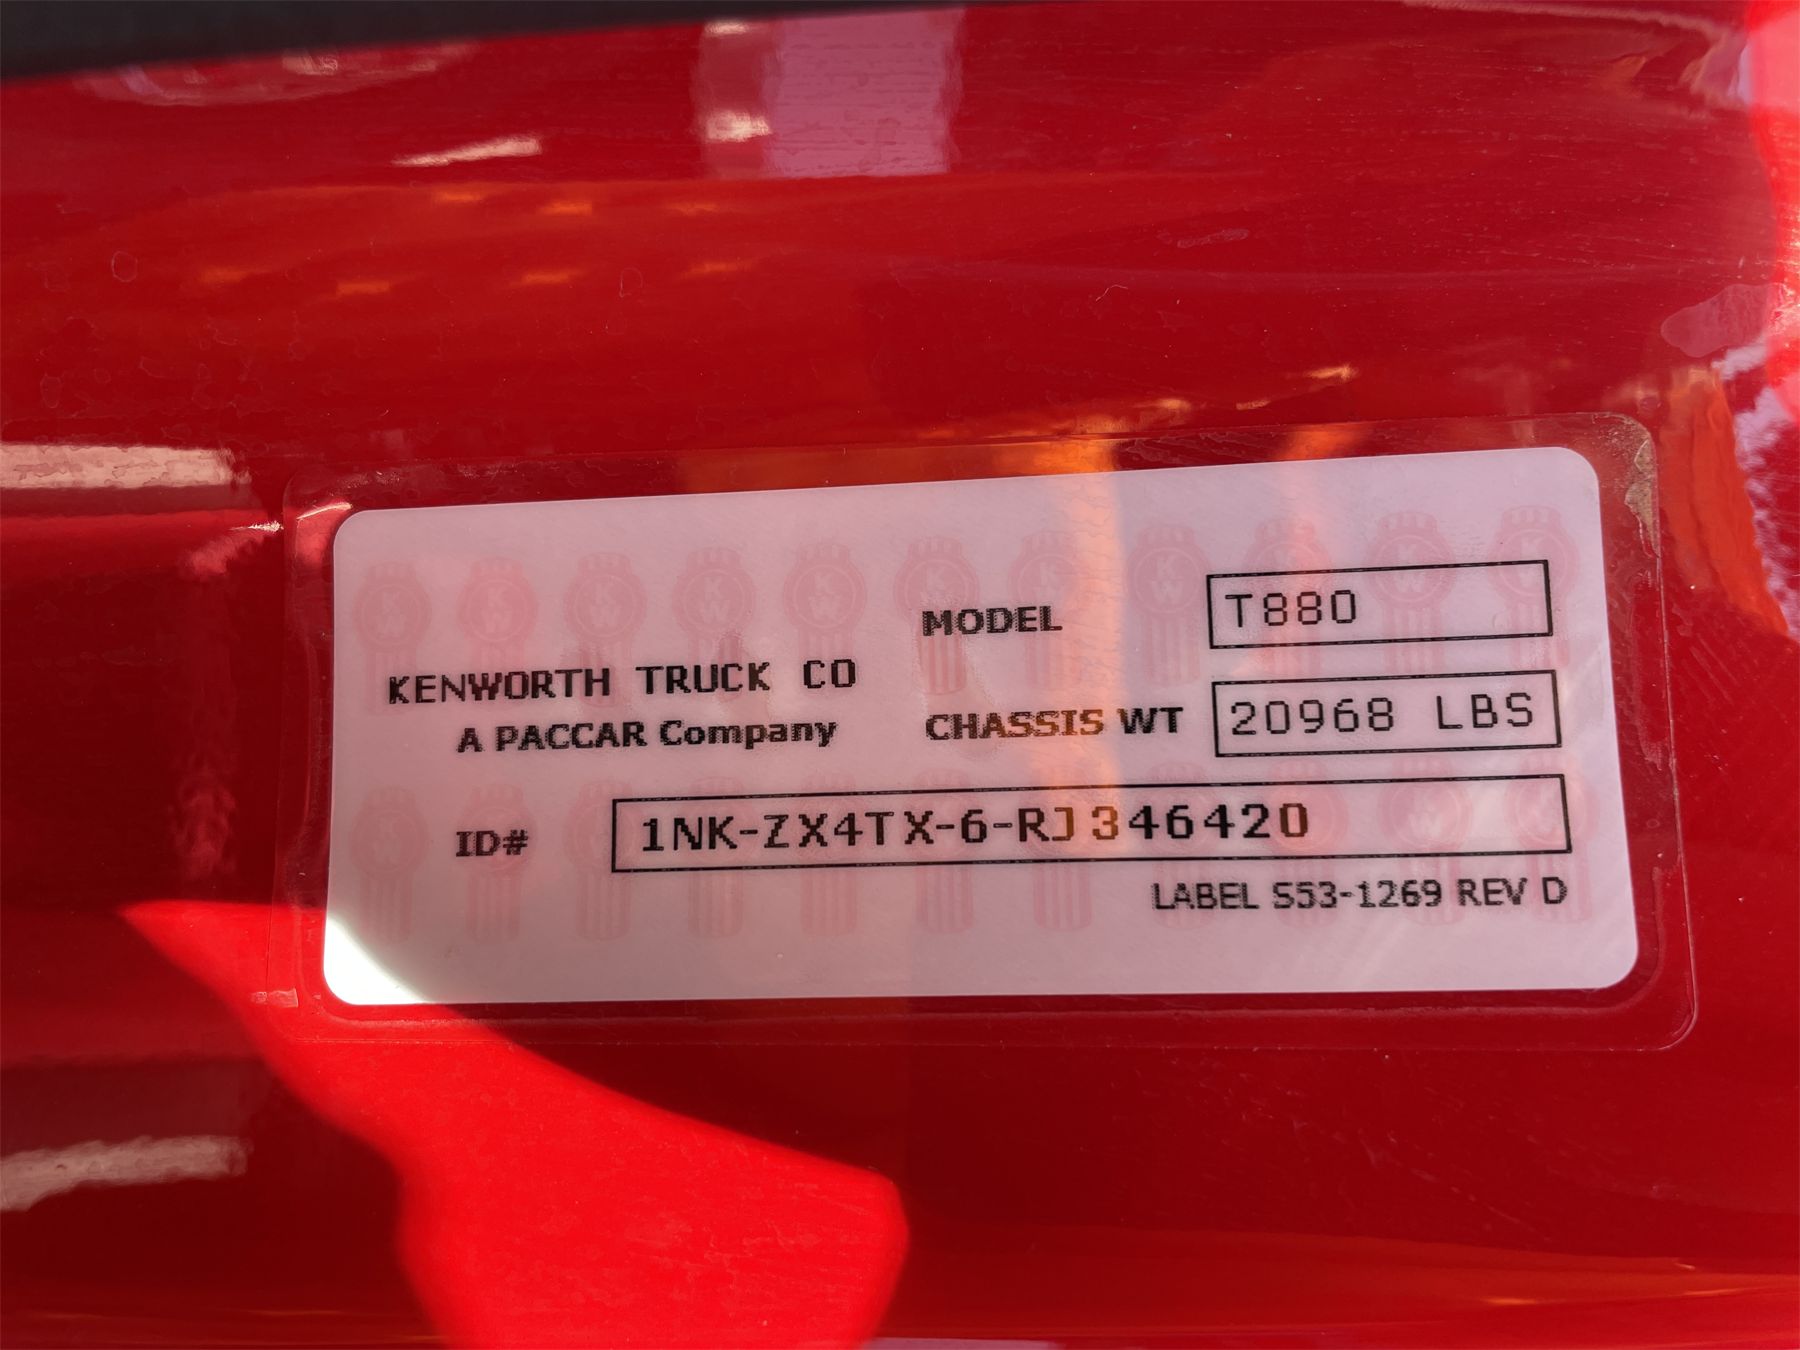 MODEL T880
KENWORTH TRUCK CO
A PACCAR Company
CHASSIS WT 20968 LBS
ID# 1NK-ZX4TX-6-RJ346420
LABEL S53-1269 REV D